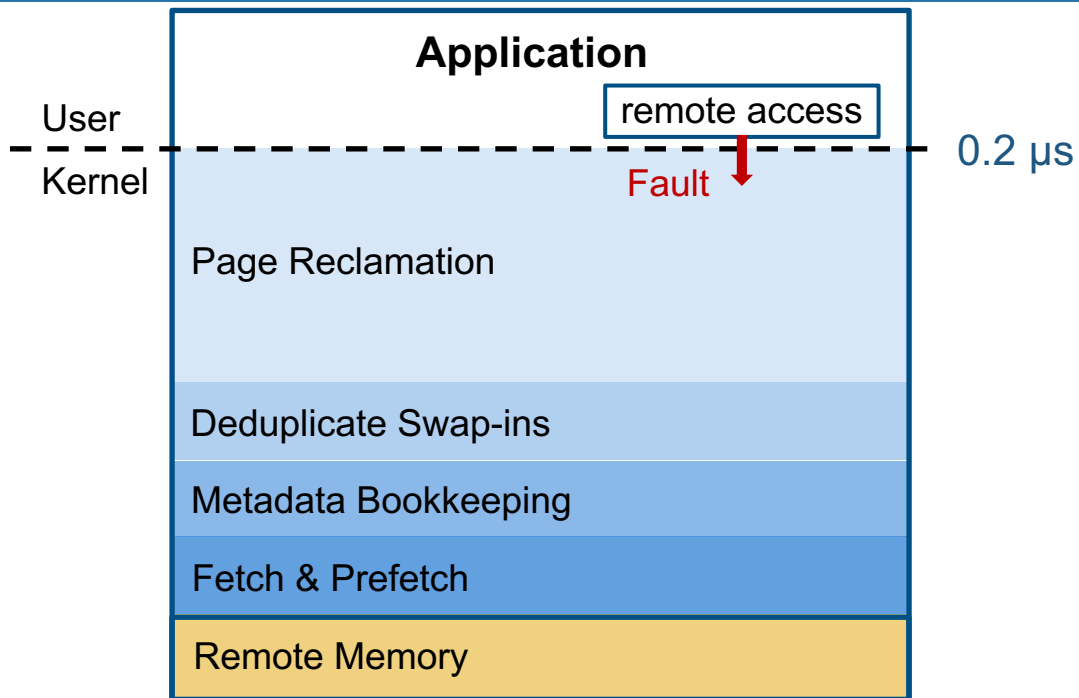 Application
remote access
User
0.2 μs
Kernel
Fault
Page Reclamation
Deduplicate Swap-ins
Metadata Bookkeeping
Fetch & Prefetch
Remote Memory